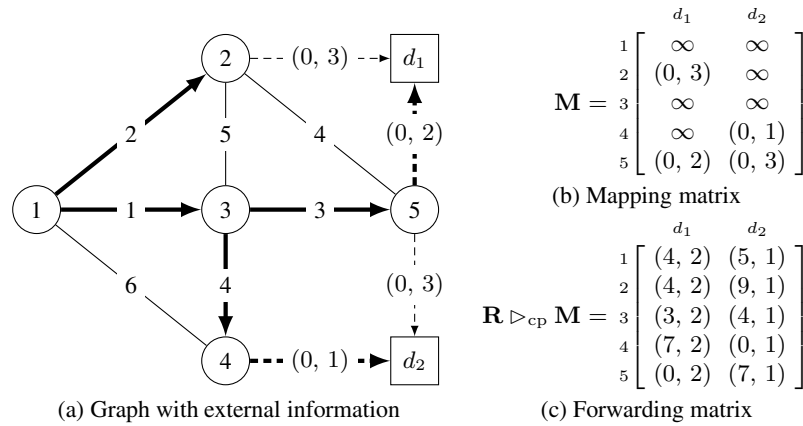 2
(0, 3)
d₁
2
5
4
(0, 2)
1
1
3
3
5
6
4
(0, 3)
4
(0, 1)
d₂
(a) Graph with external information
d₁ d₂
1 ∞ ∞
2 (0, 3) ∞
M = 3 ∞ ∞
4 ∞ (0, 1)
5 (0, 2) (0, 3)
(b) Mapping matrix
d₁ d₂
1 (4, 2) (5, 1)
2 (4, 2) (9, 1)
R ▷cp M = 3 (3, 2) (4, 1)
4 (7, 2) (0, 1)
5 (0, 2) (7, 1)
(c) Forwarding matrix